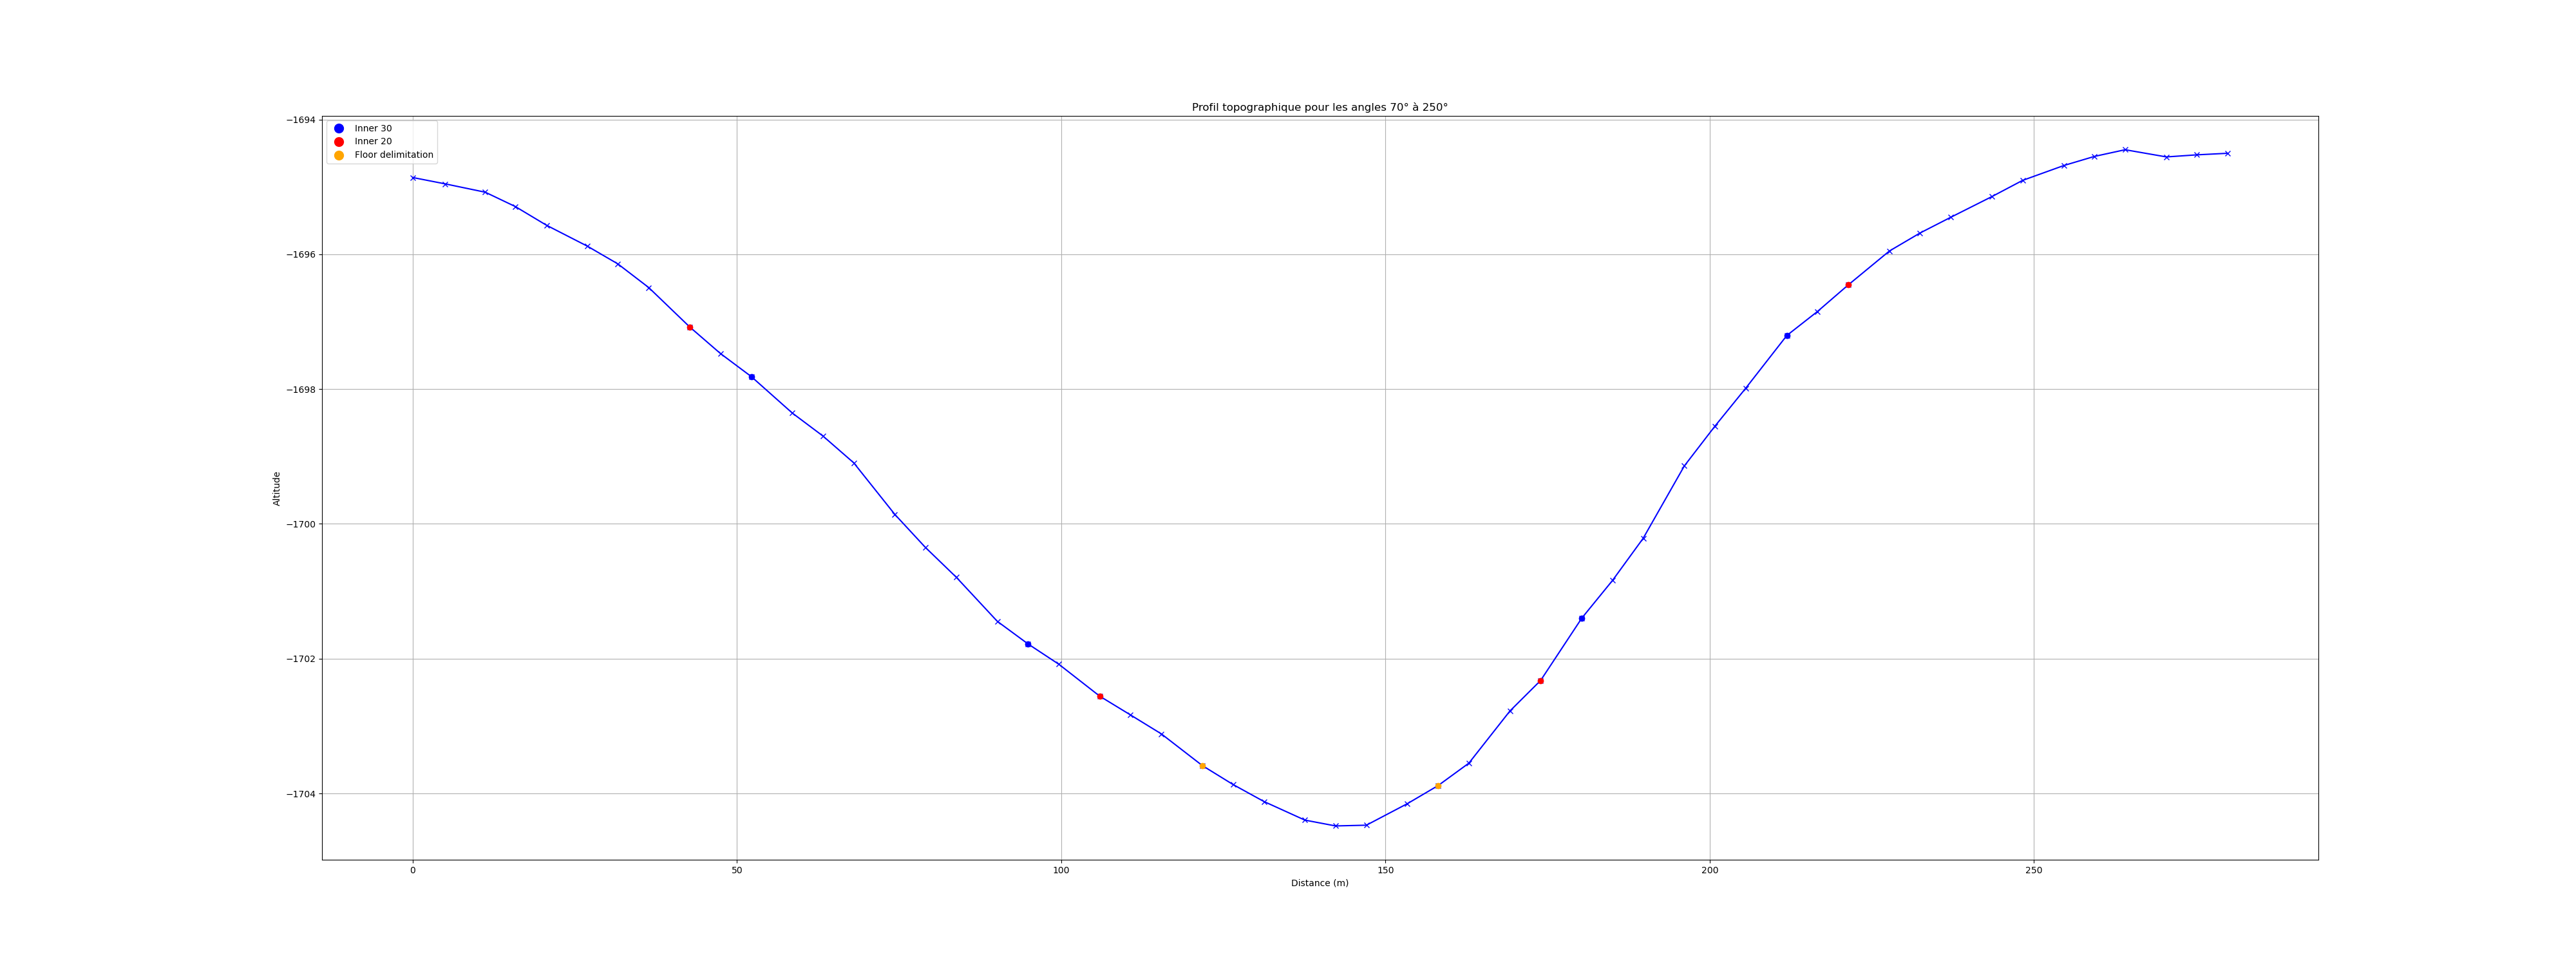 Profil topographique pour les angles 70° à 250°
Inner 30
Inner 20
Floor delimitation
Altitude
−1694
−1696
−1698
−1700
−1702
−1704
0
50
100
150
200
250
Distance (m)